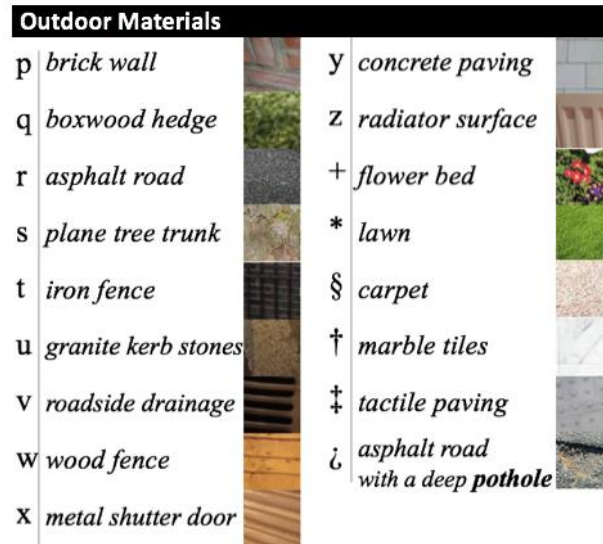 Outdoor Materials
p brick wall
q boxwood hedge
r asphalt road
s plane tree trunk
t iron fence
u granite kerb stones
v roadside drainage
w wood fence
x metal shutter door
y concrete paving
z radiator surface
+ flower bed
* lawn
§ carpet
† marble tiles
‡ tactile paving
¿ asphalt road
with a deep pothole